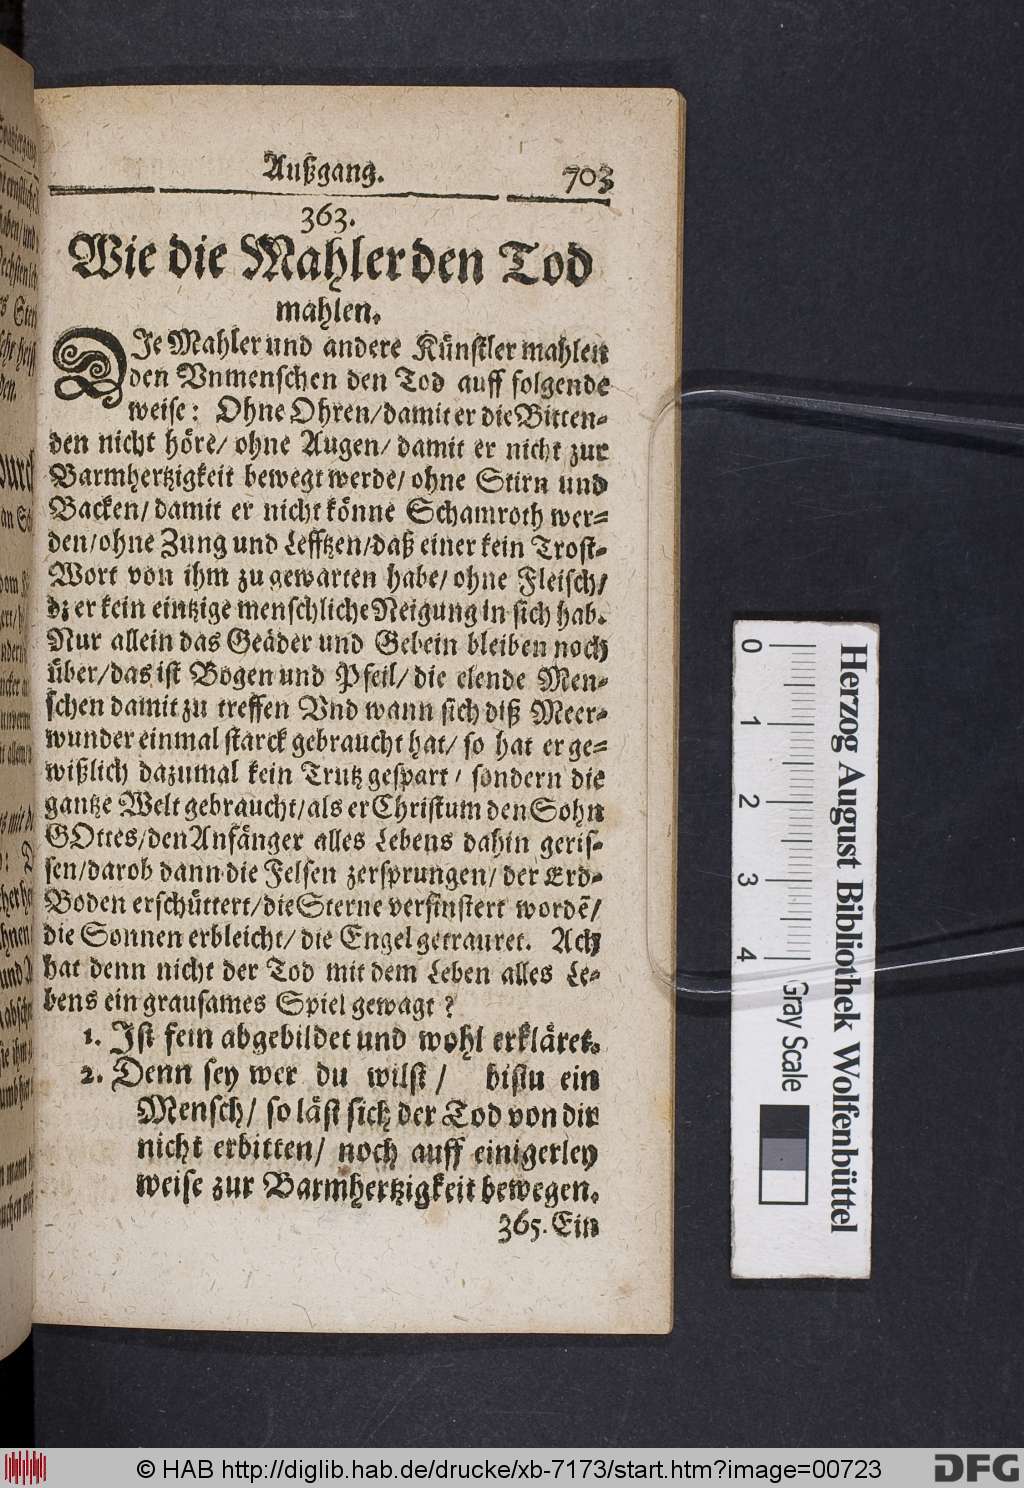 Außgang. 703
363.
Wie die Mahler den Tod
mahlen.
DIe Mahler und andere Künstler mahlen
den Vnmenschen den Tod auff folgende
weise: Ohne Ohren/damit er die Bitten-
den nicht höre/ ohne Augen/ damit er nicht zur
Barmhertzigkeit bewegt werde/ ohne Stirn und
Backen/ damit er nicht könne Schamroth wer-
den/ohne Zung und Lefftzen/daß einer kein Trost-
Wort von ihm zu gewarten habe/ ohne Fleisch/
dz er kein eintzige menschliche Neigung in sich hab.
Nur allein das Geäder und Gebein bleiben noch
über/das ist Bogen und Pfeil/ die elende Men-
schen damit zu treffen Vnd wann sich diß Meer-
wunder einmal starck gebraucht hat/ so hat er ge-
wißlich dazumal kein Trutz gespart/ sondern die
gantze Welt gebraucht/als er Christum den Sohn
GOttes/den Anfänger alles Lebens dahin geris-
sen/darob dann die Felsen zersprungen/ der Erd-
Boden erschüttert/die Sterne verfinstert wordẽ/
die Sonnen erbleicht/ die Engel getrauret. Ach
hat denn nicht der Tod mit dem Leben alles Le-
bens ein grausames Spiel gewagt?
1. Ist fein abgebildet und wohl erkläret.
2. Denn sey wer du wilst/ bistu ein
Mensch/ so läst sich der Tod von dir
nicht erbitten/ noch auff einigerley
weise zur Barmhertzigkeit bewegen.
365. Ein
0 1 2 3 4
Herzog August Bibliothek Wolfenbüttel
Gray Scale
© HAB http://diglib.hab.de/drucke/xb-7173/start.htm?image=00723
DFG